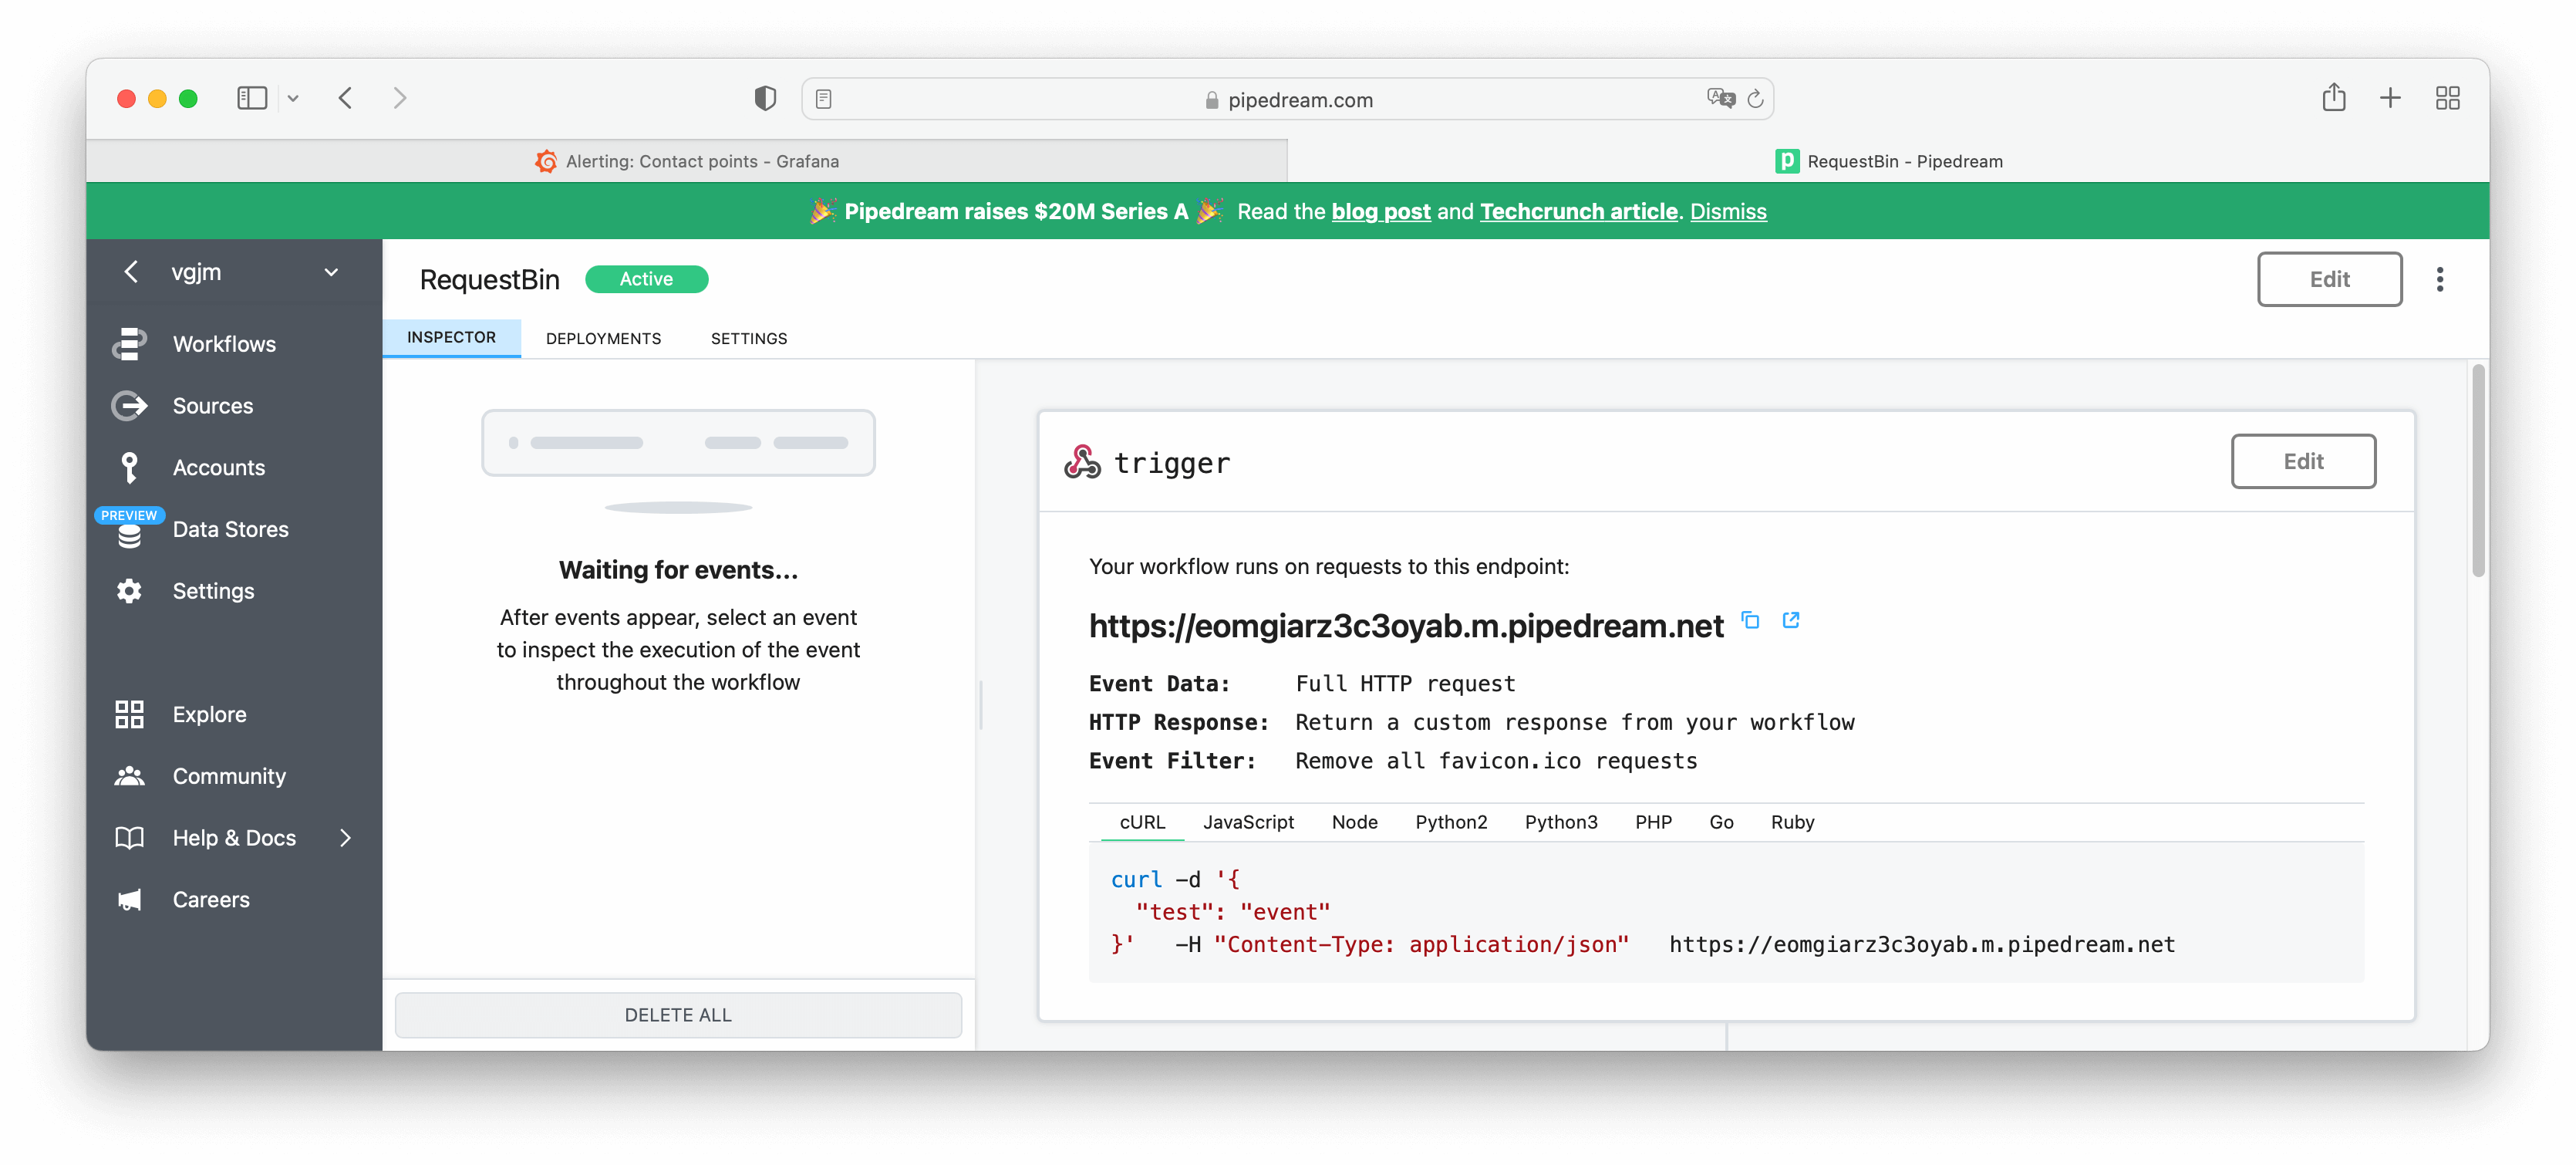 pipedream.com
Alerting: Contact points - Grafana
RequestBin - Pipedream
🎉 Pipedream raises $20M Series A 🎉 Read the blog post and Techcrunch article. Dismiss
vgjm
Workflows
Sources
Accounts
PREVIEW
Data Stores
Settings
Explore
Community
Help & Docs
Careers
RequestBin
Active
Edit
INSPECTOR
DEPLOYMENTS
SETTINGS
Waiting for events...
After events appear, select an event
to inspect the execution of the event
throughout the workflow
DELETE ALL
trigger
Edit
Your workflow runs on requests to this endpoint:
https://eomgiarz3c3oyab.m.pipedream.net
Event Data: Full HTTP request
HTTP Response: Return a custom response from your workflow
Event Filter: Remove all favicon.ico requests
cURL JavaScript Node Python2 Python3 PHP Go Ruby
curl -d '{
"test": "event"
}' -H "Content-Type: application/json" https://eomgiarz3c3oyab.m.pipedream.net